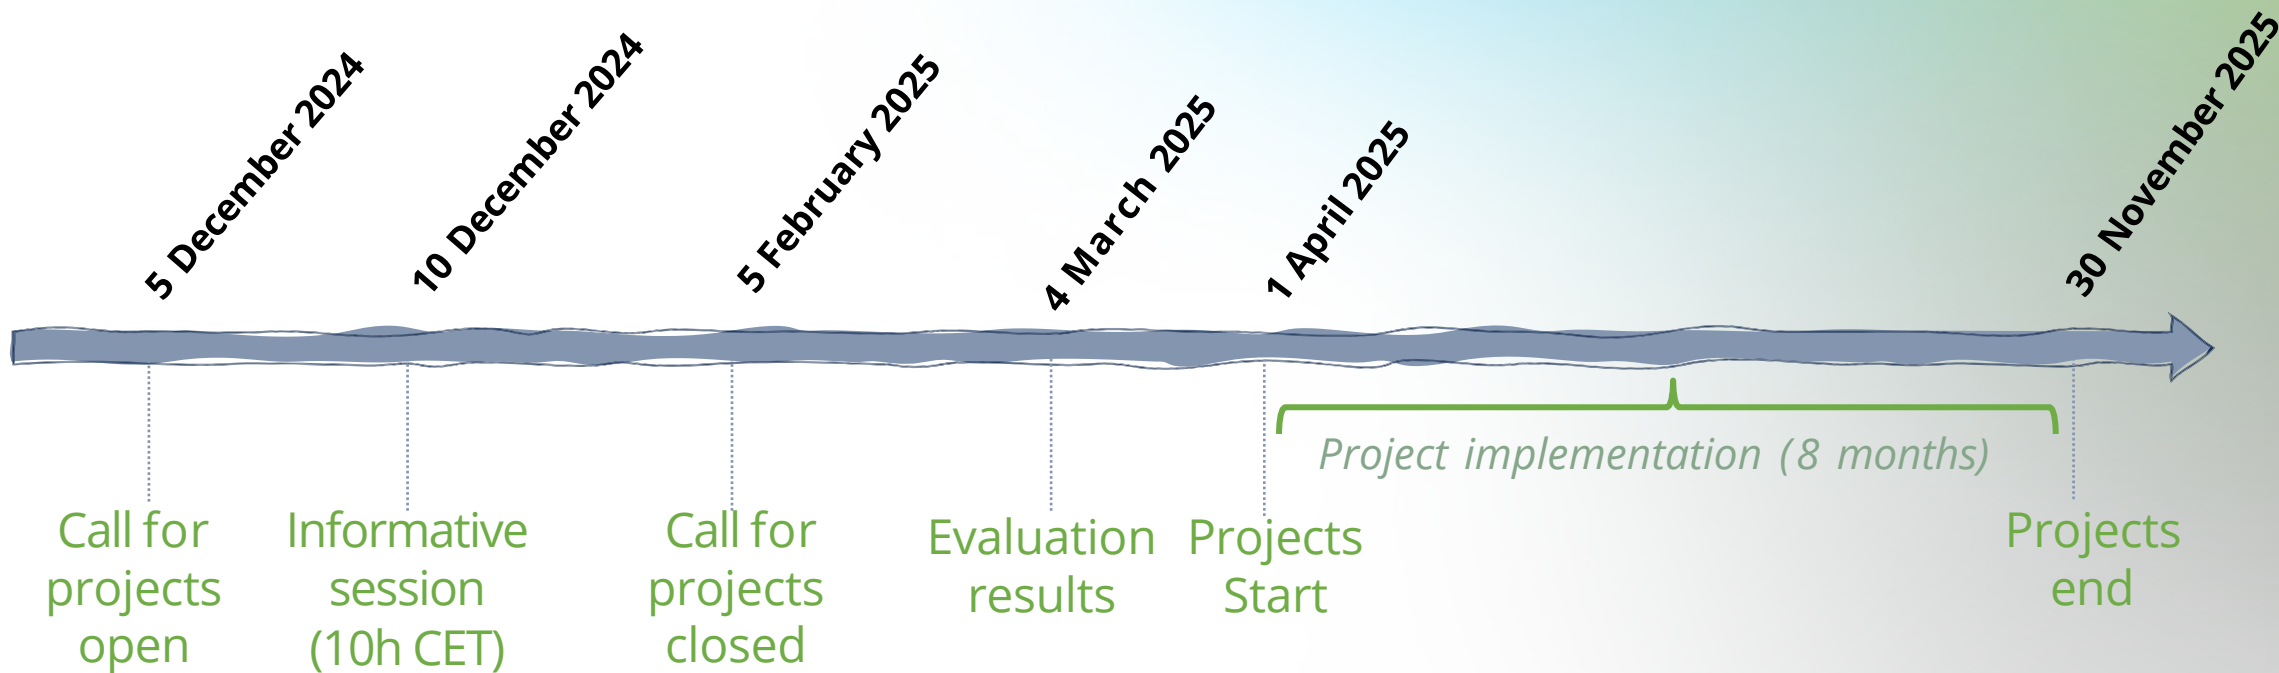 5 December 2024
10 December 2024
5 February 2025
4 March 2025
1 April 2025
30 November 2025
Project implementation (8 months)
Call for
projects
open
Informative
session
(10h CET)
Call for
projects
closed
Evaluation
results
Projects
Start
Projects
end